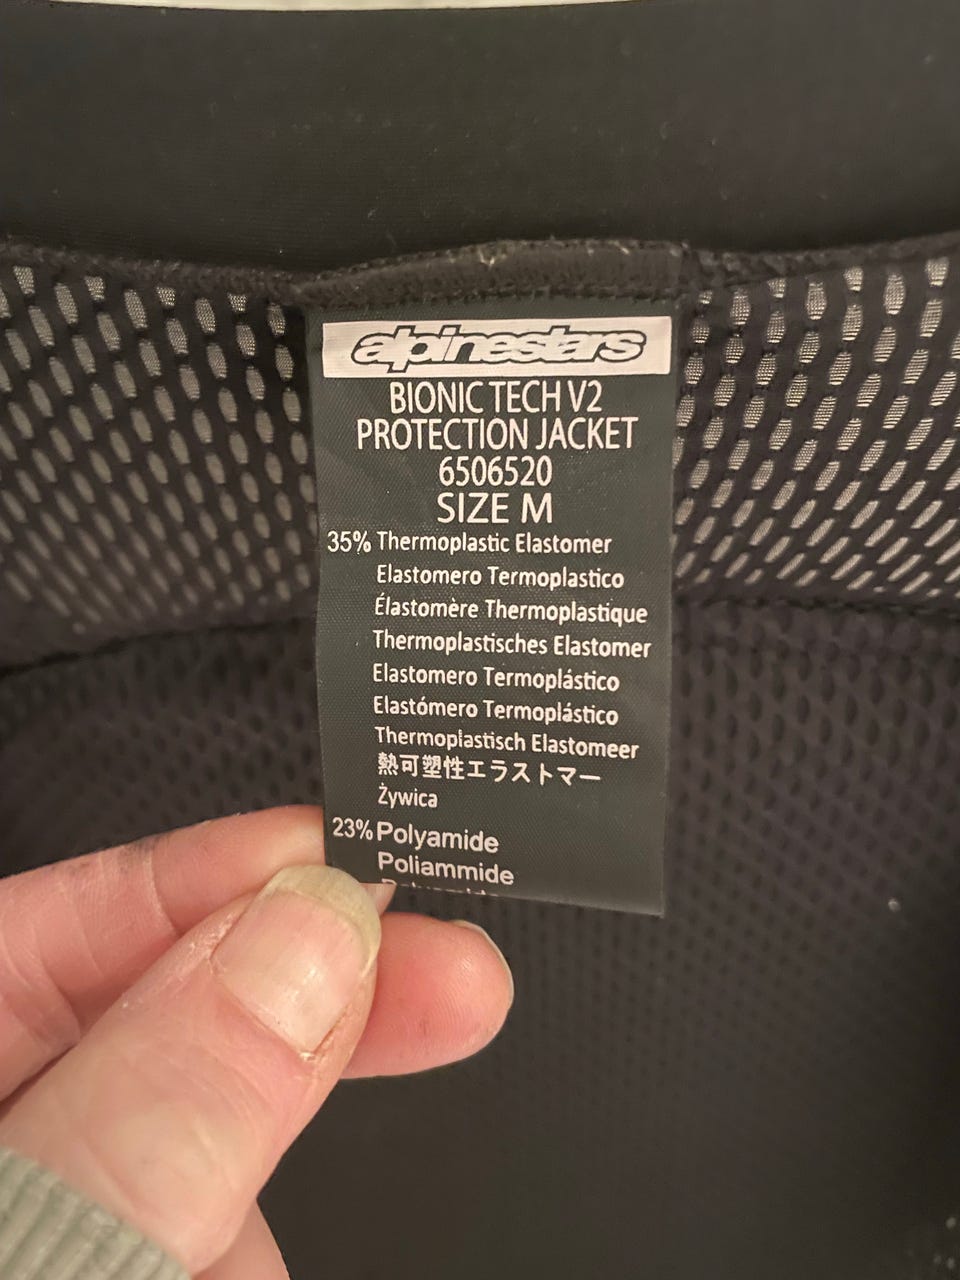 alpinestars
BIONIC TECH V2
PROTECTION JACKET
6506520
SIZE M
35% Thermoplastic Elastomer
Elastomero Termoplastico
Élastomère Thermoplastique
Thermoplastisches Elastomer
Elastomero Termoplástico
Elastómero Termoplástico
Thermoplastisch Elastomeer
熱可塑性エラストマー
Żywica
23% Polyamide
Poliammide